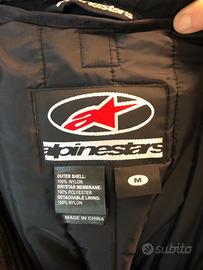 alpinestars
alpinestars
OUTER SHELL:
100% NYLON
DRYSTAR MEMBRANE:
100% POLYESTER
DETACHABLE LINING:
100% NYLON
M
MADE IN CHINA
subito